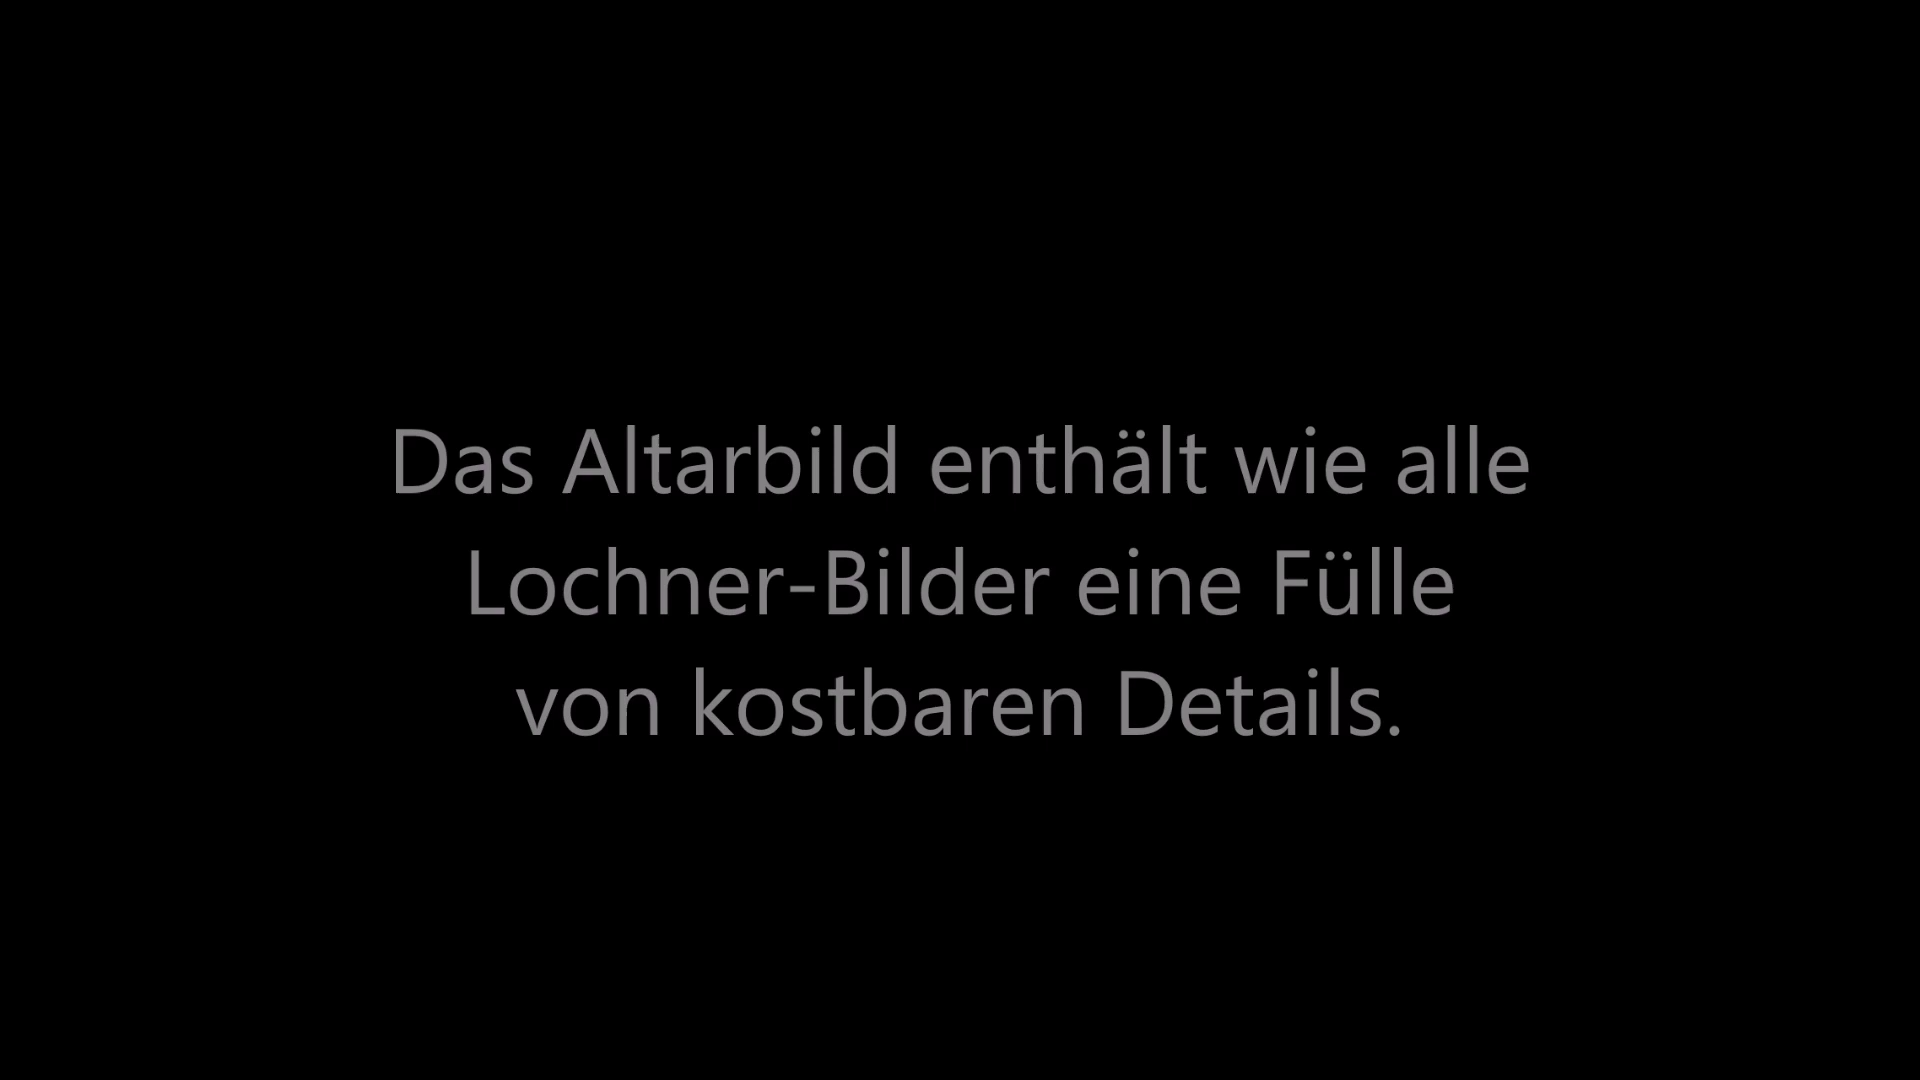 Das Altarbild enthält wie alle
Lochner-Bilder eine Fülle
von kostbaren Details.